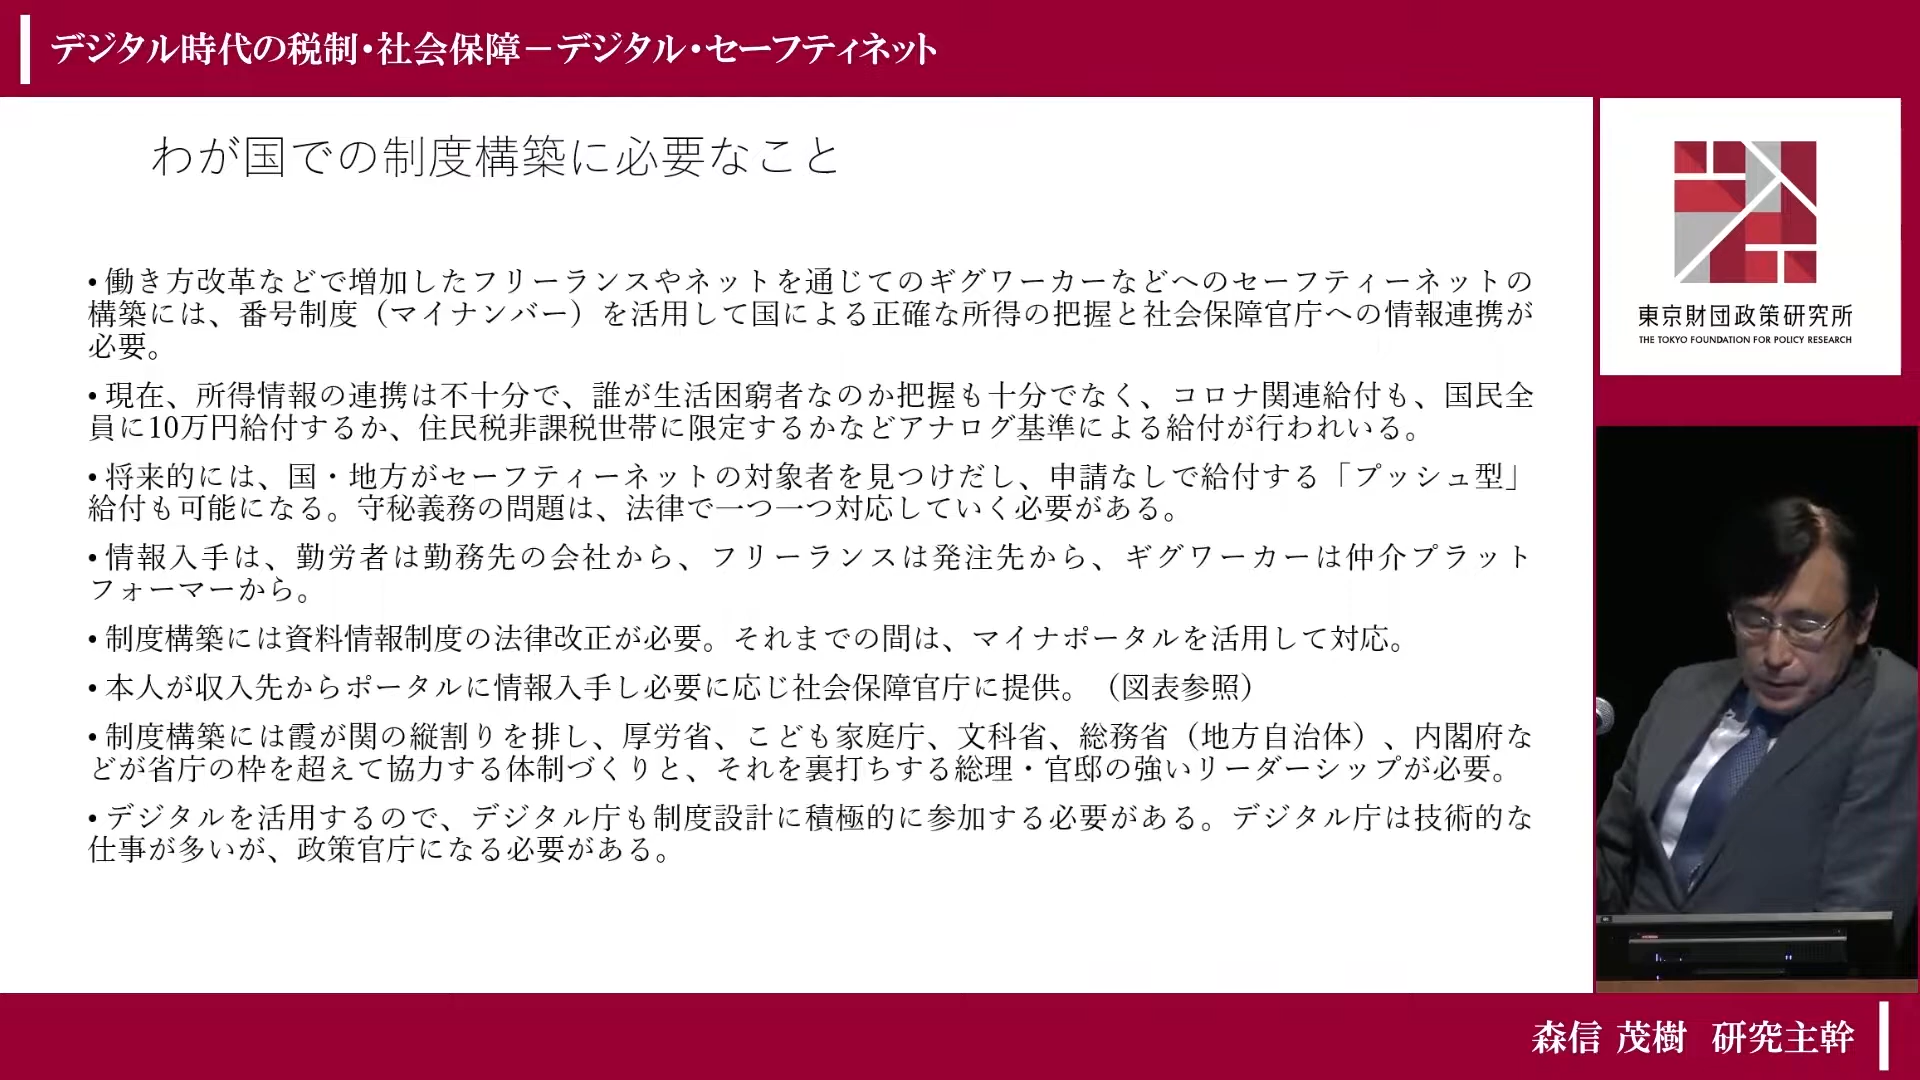 デジタル時代の税制・社会保障－デジタル・セーフティネット
わが国での制度構築に必要なこと
• 働き方改革などで増加したフリーランスやネットを通じてのギグワーカーなどへのセーフティーネットの
構築には、番号制度（マイナンバー）を活用して国による正確な所得の把握と社会保障官庁への情報連携が
必要。
• 現在、所得情報の連携は不十分で、誰が生活困窮者なのか把握も十分でなく、コロナ関連給付も、国民全
員に10万円給付するか、住民税非課税世帯に限定するかなどアナログ基準による給付が行われいる。
• 将来的には、国・地方がセーフティーネットの対象者を見つけだし、申請なしで給付する「プッシュ型」
給付も可能になる。守秘義務の問題は、法律で一つ一つ対応していく必要がある。
• 情報入手は、勤労者は勤務先の会社から、フリーランスは発注先から、ギグワーカーは仲介プラット
フォーマーから。
• 制度構築には資料情報制度の法律改正が必要。それまでの間は、マイナポータルを活用して対応。
• 本人が収入先からポータルに情報入手し必要に応じ社会保障官庁に提供。（図表参照）
• 制度構築には霞が関の縦割りを排し、厚労省、こども家庭庁、文科省、総務省（地方自治体）、内閣府な
どが省庁の枠を超えて協力する体制づくりと、それを裏打ちする総理・官邸の強いリーダーシップが必要。
• デジタルを活用するので、デジタル庁も制度設計に積極的に参加する必要がある。デジタル庁は技術的な
仕事が多いが、政策官庁になる必要がある。
東京財団政策研究所
THE TOKYO FOUNDATION FOR POLICY RESEARCH
森信 茂樹 研究主幹